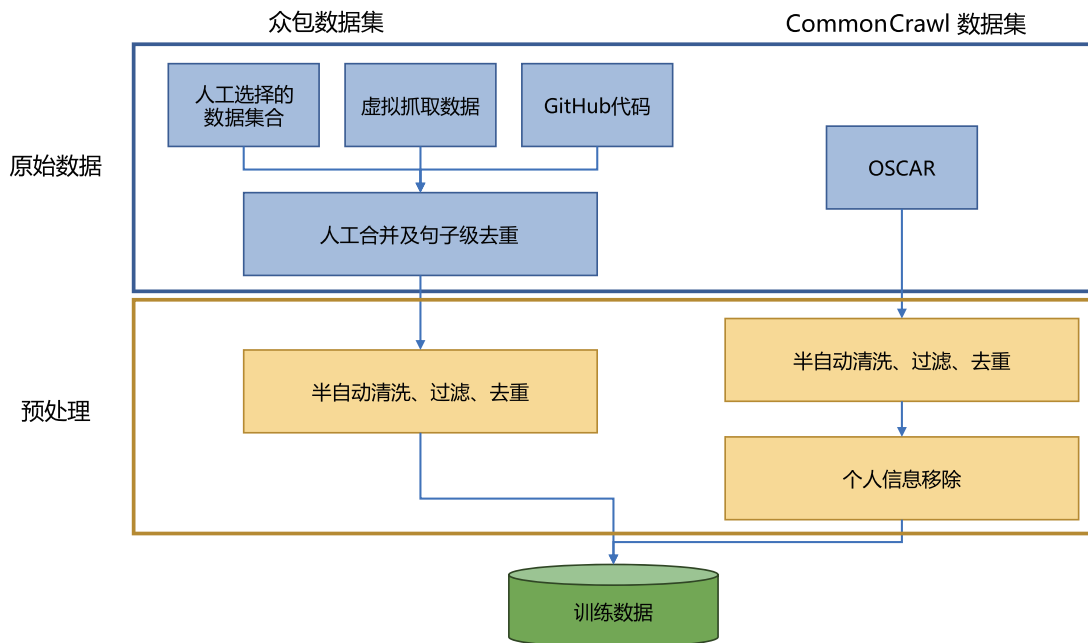 众包数据集
CommonCrawl 数据集
原始数据
人工选择的
数据集合
虚拟抓取数据
GitHub代码
OSCAR
人工合并及句子级去重
预处理
半自动清洗、过滤、去重
半自动清洗、过滤、去重
个人信息移除
训练数据